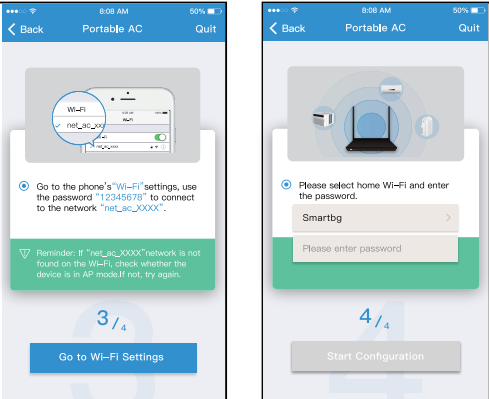 8:08 AM
50%
Back
Portable AC
Quit
Wi-Fi
net_ac_xxx
Go to the phone's"Wi-Fi"settings, use
the password "12345678" to connect
to the network "net_ac_XXXX".
Reminder: If "net_ac_XXXX"network is not
found on the Wi-Fi, check whether the
device is in AP mode.If not, try again.
3/4
Go to Wi-Fi Settings
8:08 AM
50%
Back
Portable AC
Quit
Please select home Wi-Fi and enter
the password.
Smartbg
Please enter password
4/4
Start Configuration